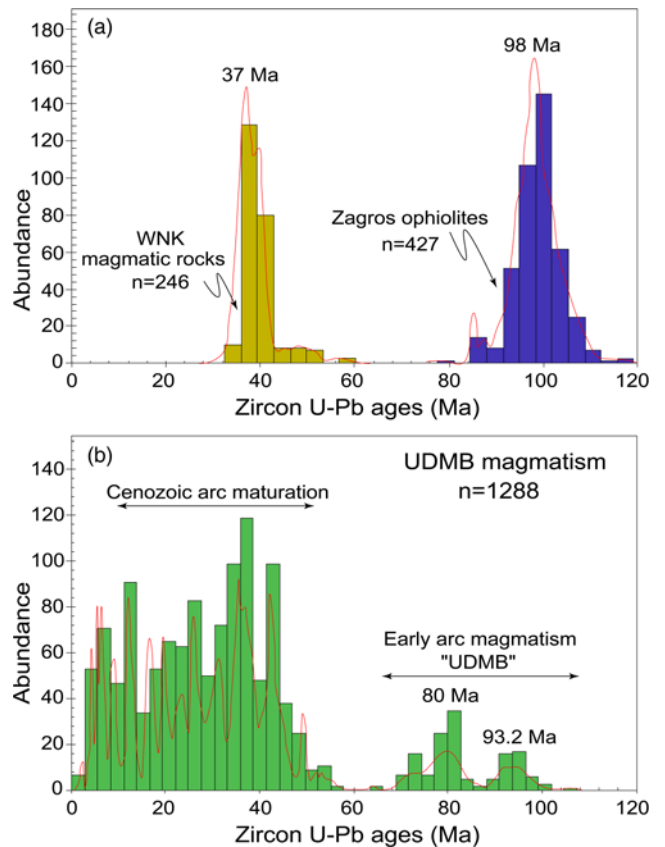 (a)
37 Ma
98 Ma
WNK
magmatic rocks
n=246
Zagros ophiolites
n=427
Abundance
180
160
140
120
100
80
60
40
20
0
0 20 40 60 80 100 120
Zircon U-Pb ages (Ma)
(b)
UDMB magmatism
n=1288
Cenozoic arc maturation
Early arc magmatism
"UDMB"
80 Ma
93.2 Ma
Abundance
140
120
100
80
60
40
20
0
0 20 40 60 80 100 120
Zircon U-Pb ages (Ma)